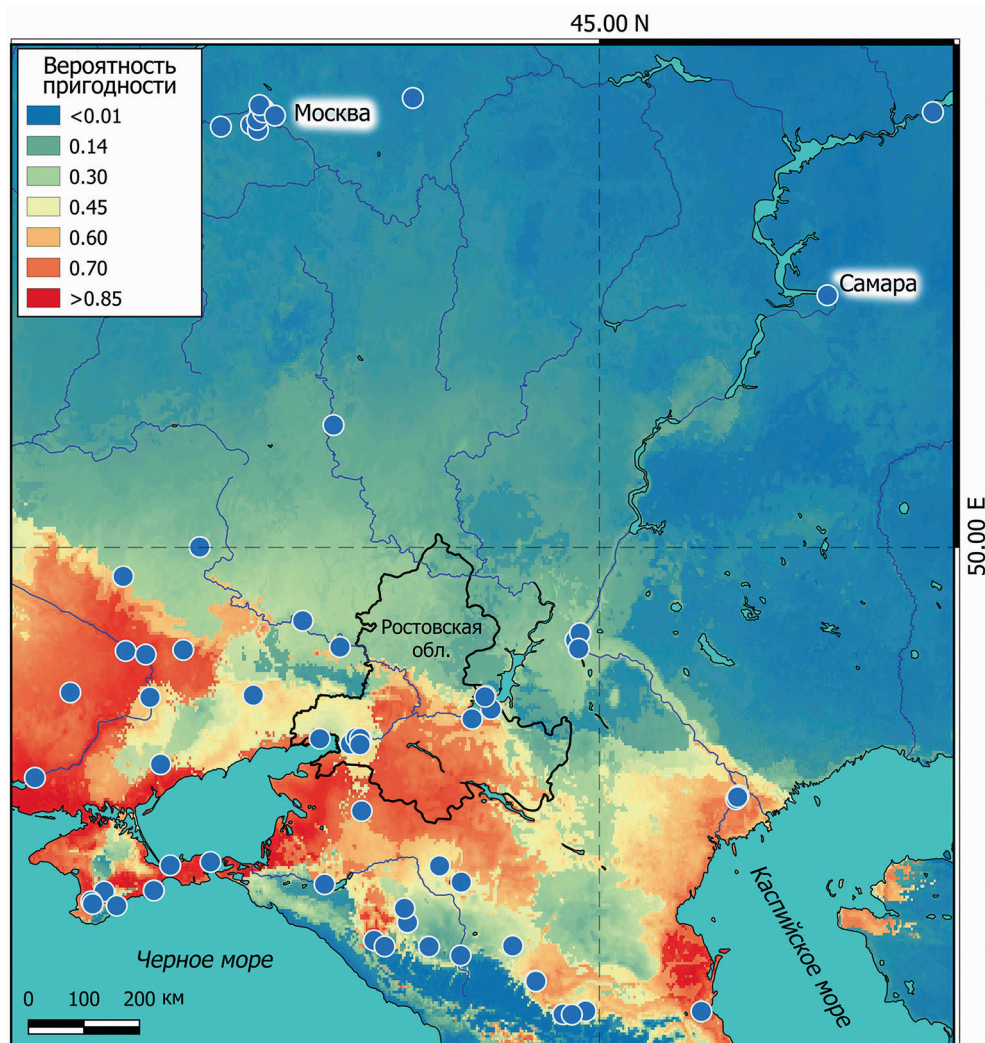 45.00 N
Вероятность
пригодности
<0.01
0.14
0.30
0.45
0.60
0.70
>0.85
Москва
Самара
50.00 E
Ростовская
обл.
Черное море
Каспийское море
0 100 200 км